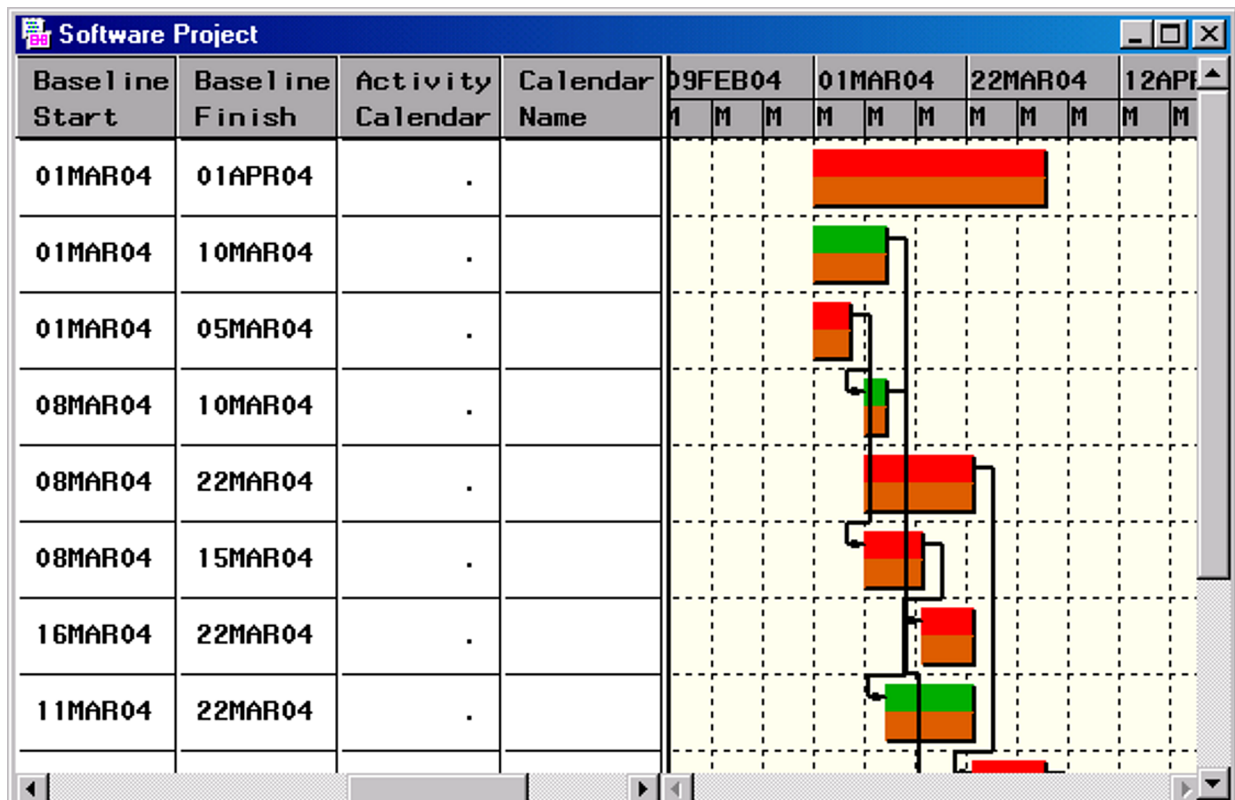 Software Project
Baseline Start Baseline Finish Activity Calendar Calendar Name
09FEB04 01MAR04 22MAR04 12APR
M M M M M M M M M M M
01MAR04 01APR04 .
01MAR04 10MAR04 .
01MAR04 05MAR04 .
08MAR04 10MAR04 .
08MAR04 22MAR04 .
08MAR04 15MAR04 .
16MAR04 22MAR04 .
11MAR04 22MAR04 .